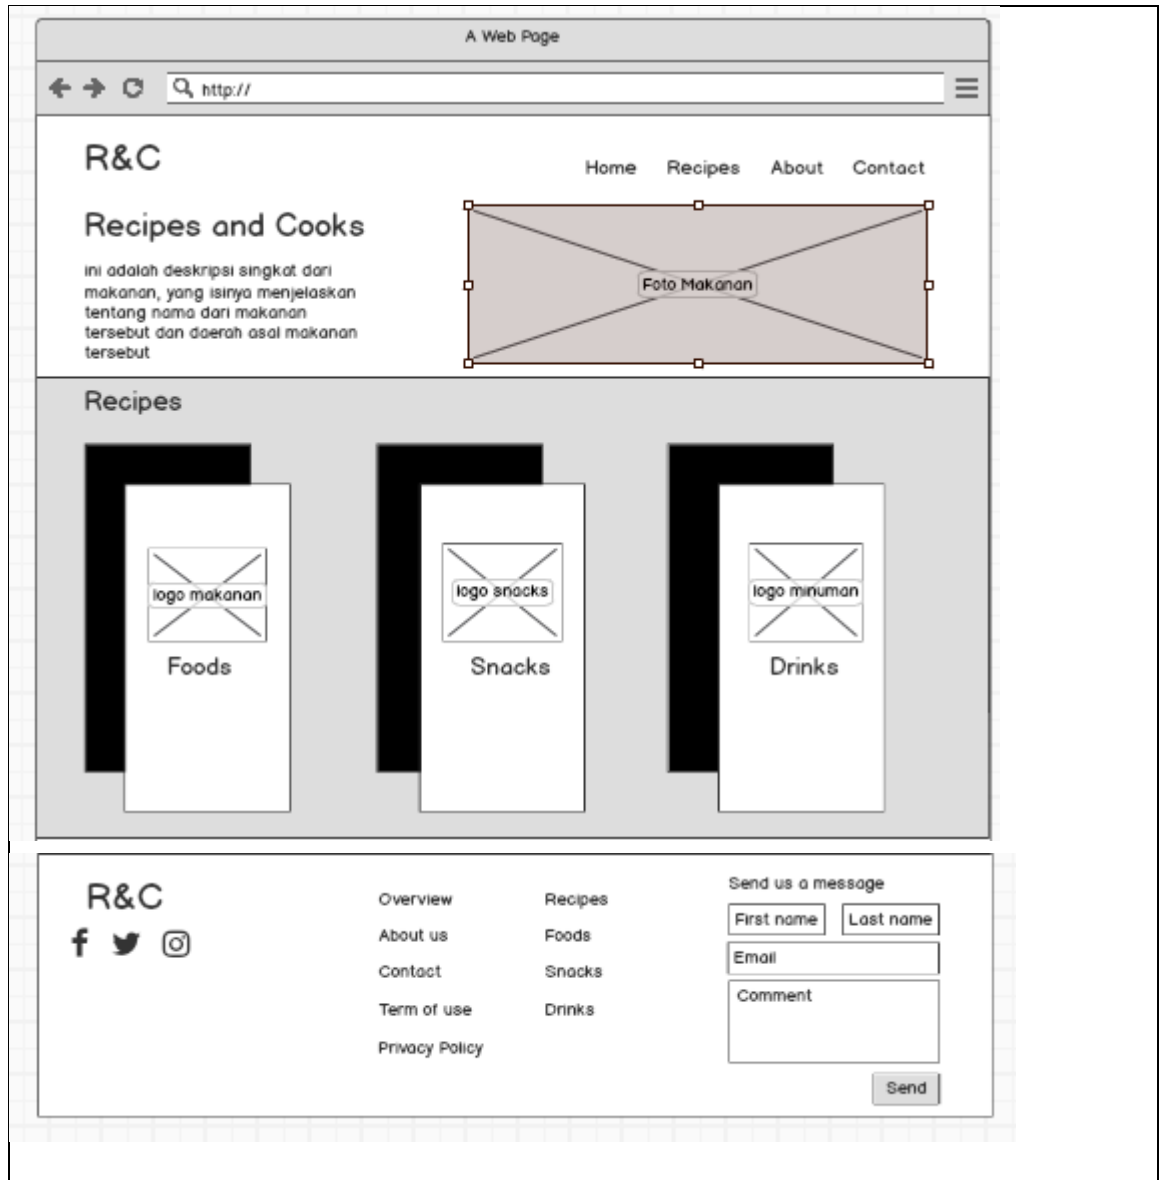 A Web Page
http://
R&C
Home Recipes About Contact
Recipes and Cooks
ini adalah deskripsi singkat dari
makanan, yang isinya menjelaskan
tentang nama dari makanan
tersebut dan daerah asal makanan
tersebut
Foto Makanan
Recipes
logo makanan
Foods
logo snacks
Snacks
logo minuman
Drinks
R&C
Overview
About us
Contact
Term of use
Privacy Policy
Recipes
Foods
Snacks
Drinks
Send us a message
First name Last name
Email
Comment
Send